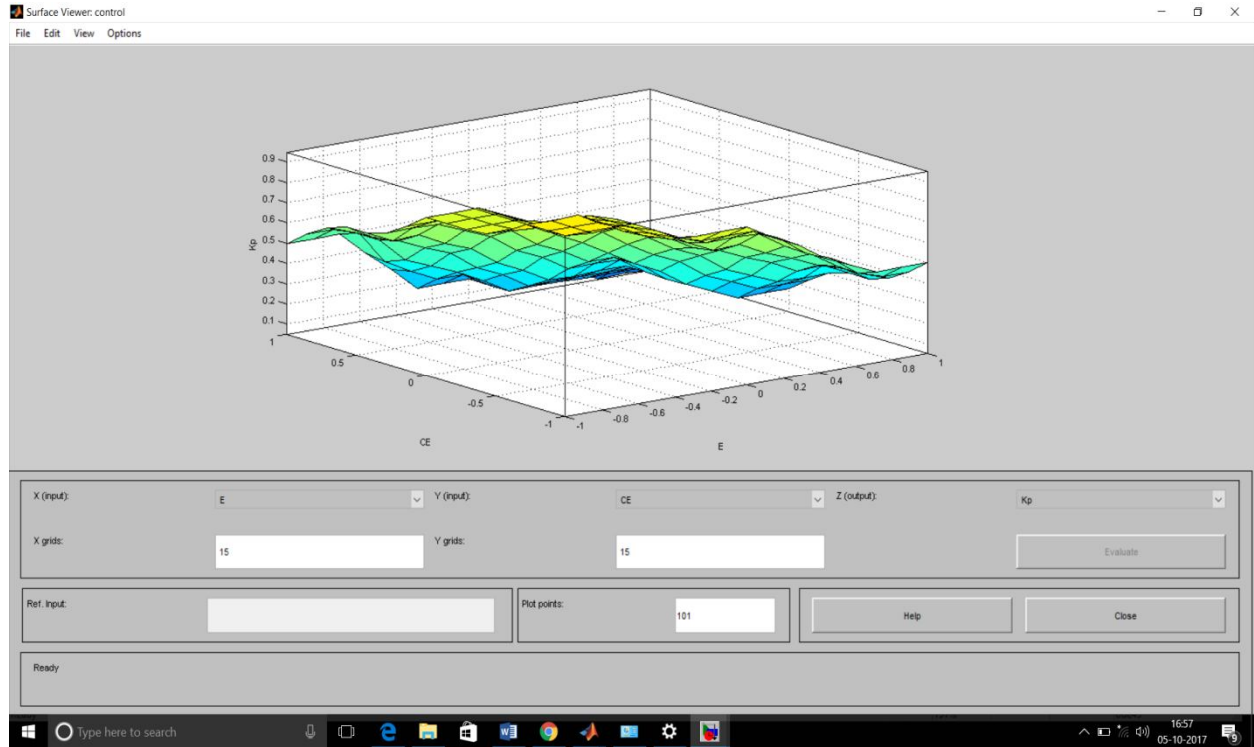 Surface Viewer: control
File Edit View Options
0.9
0.8
0.7
0.6
0.5
0.4
0.3
0.2
0.1
Kp
1
0.5
0
-0.5
-1
CE
-1
-0.8
-0.6
-0.4
-0.2
0
0.2
0.4
0.6
0.8
1
E
X (input): E Y (input): CE Z (output): Kp
X grids: 15 Y grids: 15 Evaluate
Ref. Input: Plot points: 101 Help Close
Ready
Type here to search
16:57
05-10-2017
9